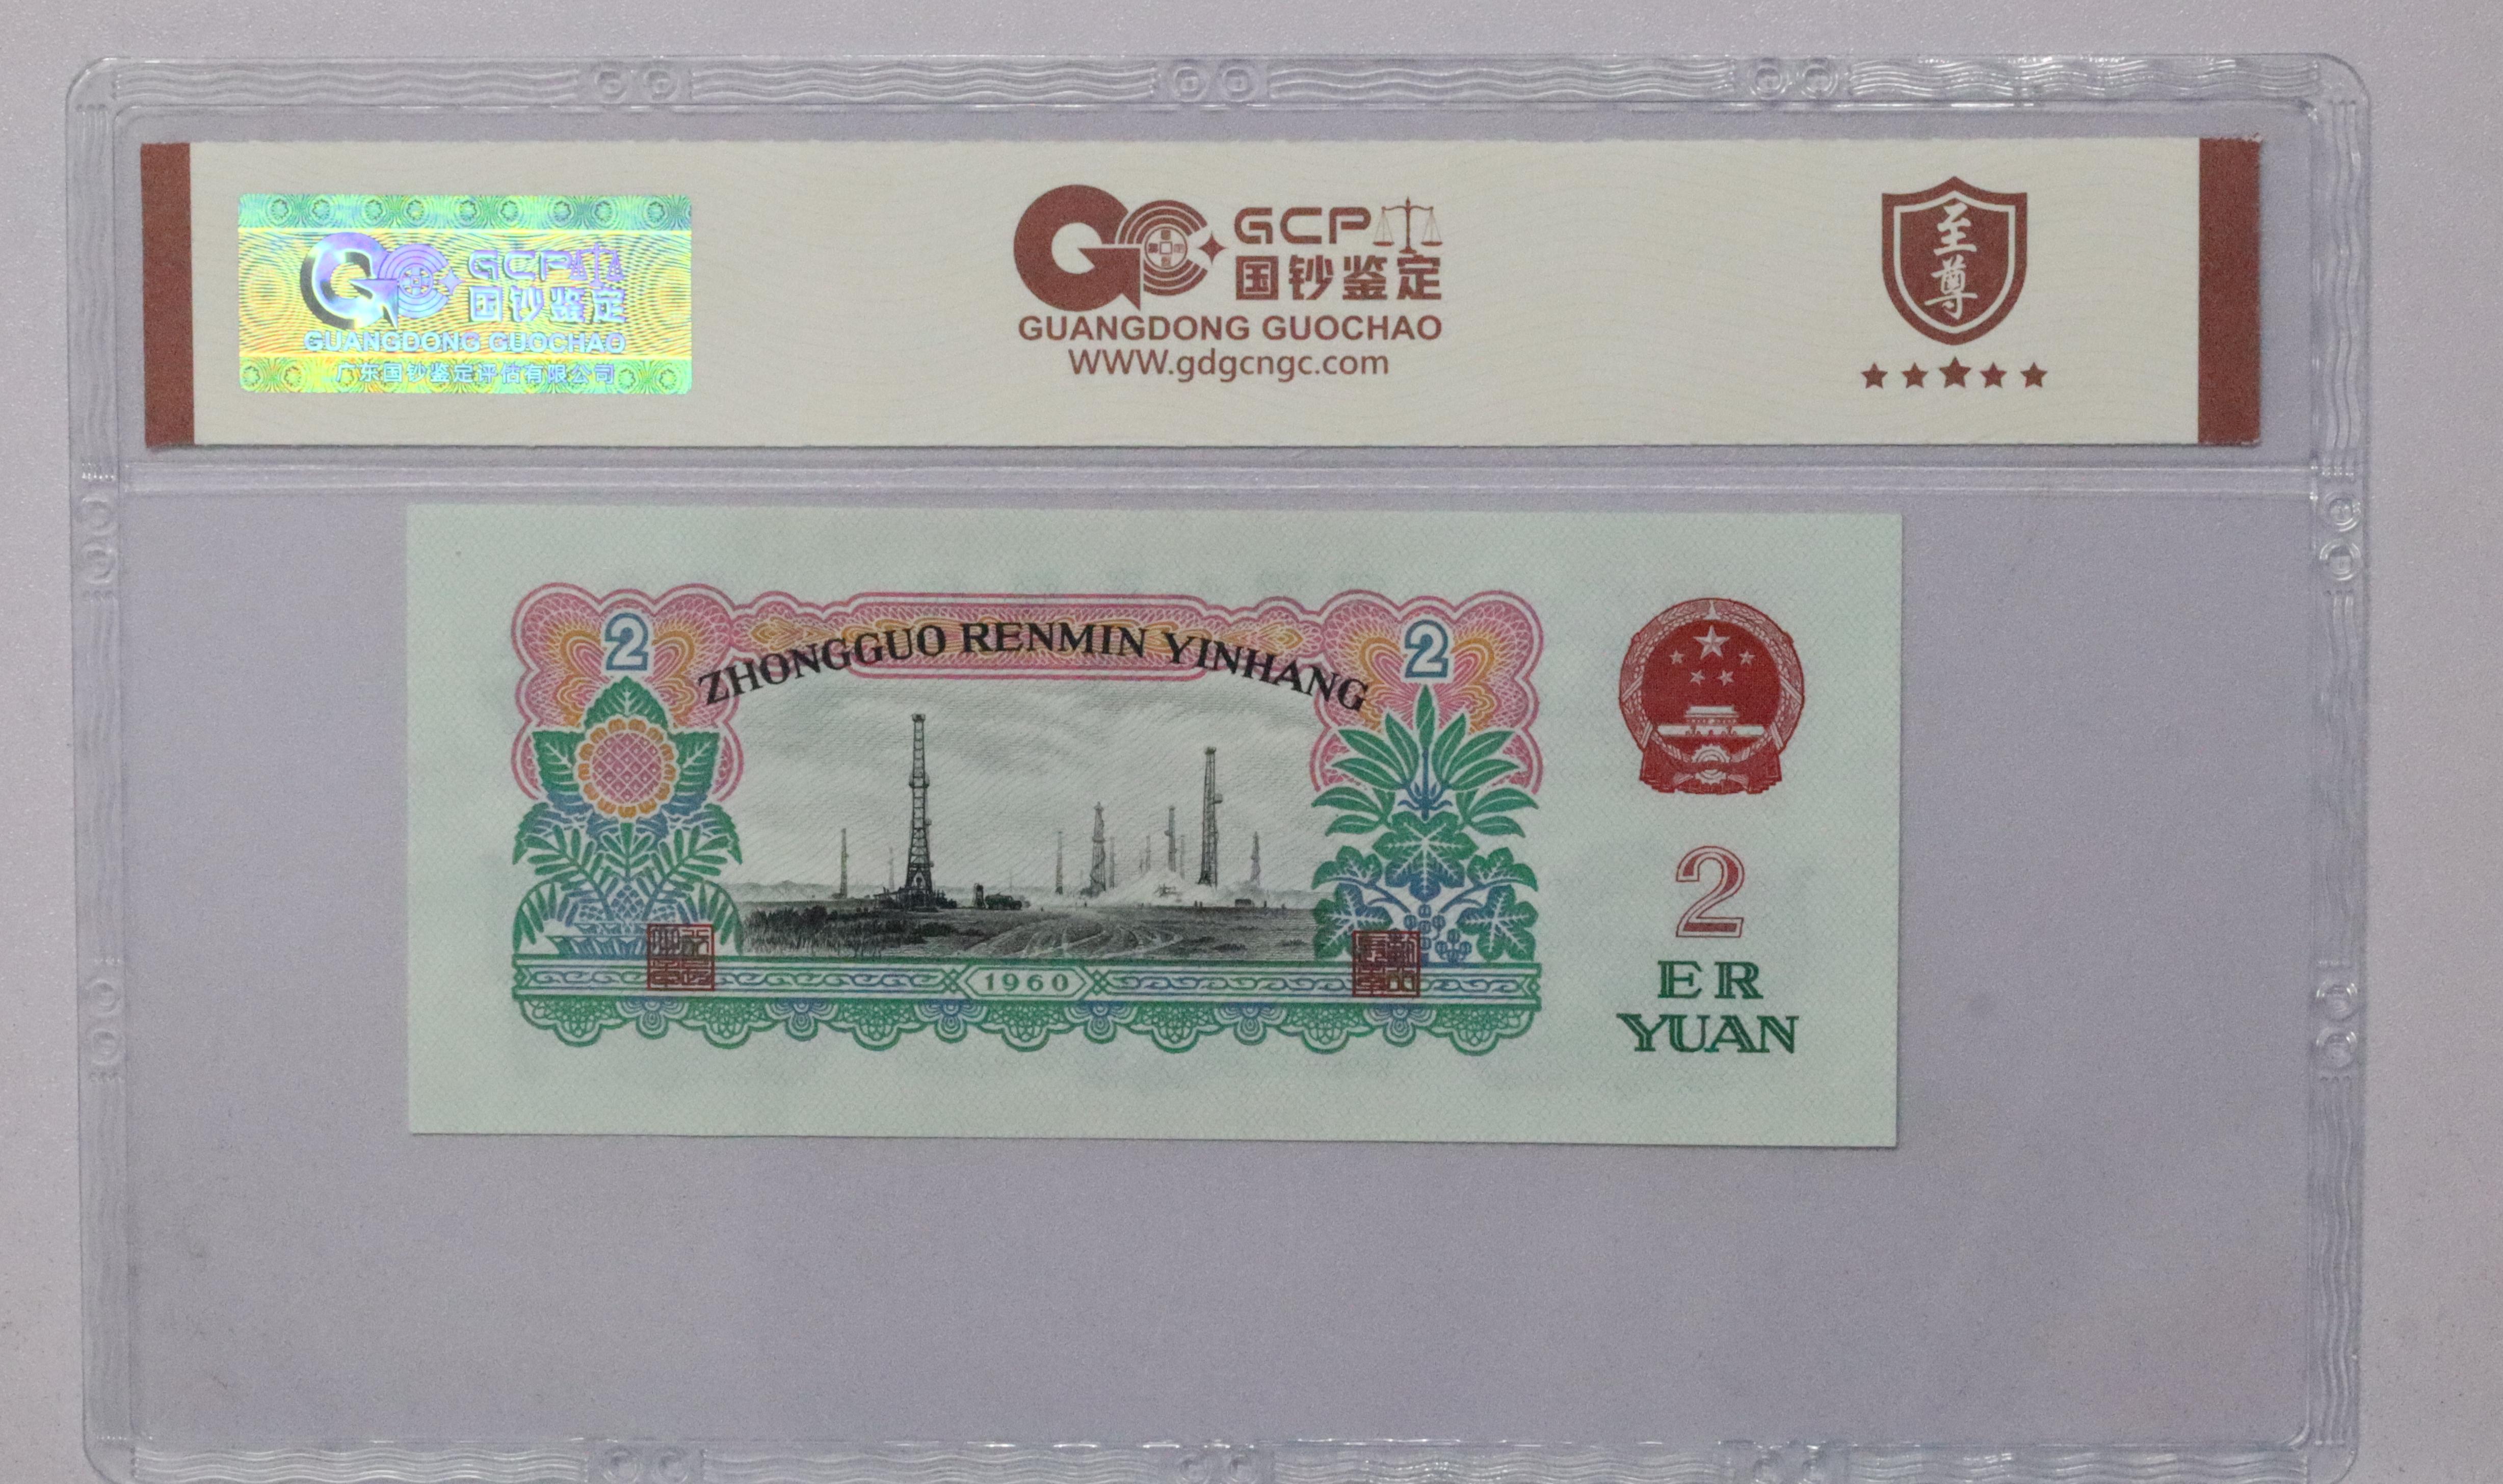 GCP
国钞鉴定
GUANGDONG GUOCHAO
广东国钞鉴定评估有限公司
GCP
国钞鉴定
GUANGDONG GUOCHAO
WWW.gdgcngc.com
至尊
ZHONGGUO RENMIN YINHANG
2
2
1960
2
ER
YUAN